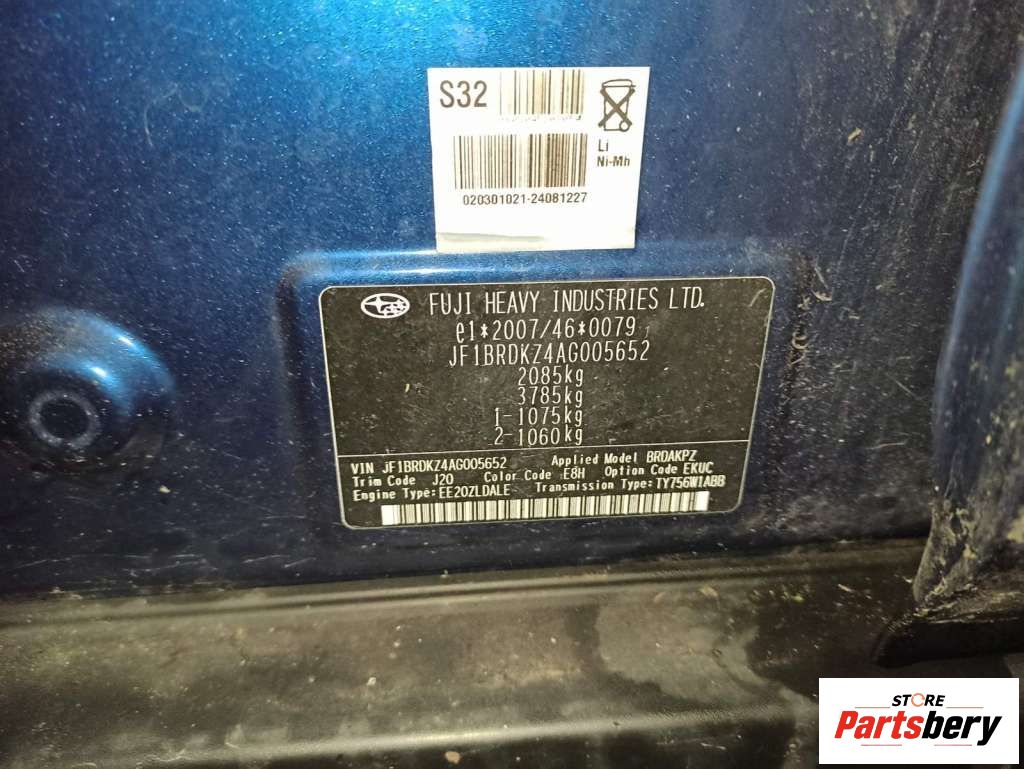 S32
Li
Ni-Mh
020301021-24081227
FUJI HEAVY INDUSTRIES LTD.
e1*2007/46*0079
JF1BRDKZ4AG005652
2085kg
3785kg
1-1075kg
2-1060kg
VIN JF1BRDKZ4AG005652 Applied Model BRDAKPZ
Trim Code J20 Color Code E8H Option Code EKUC
Engine Type:EE20ZLDALE Transmission Type:TY756W1ABB
STORE
Partsbery